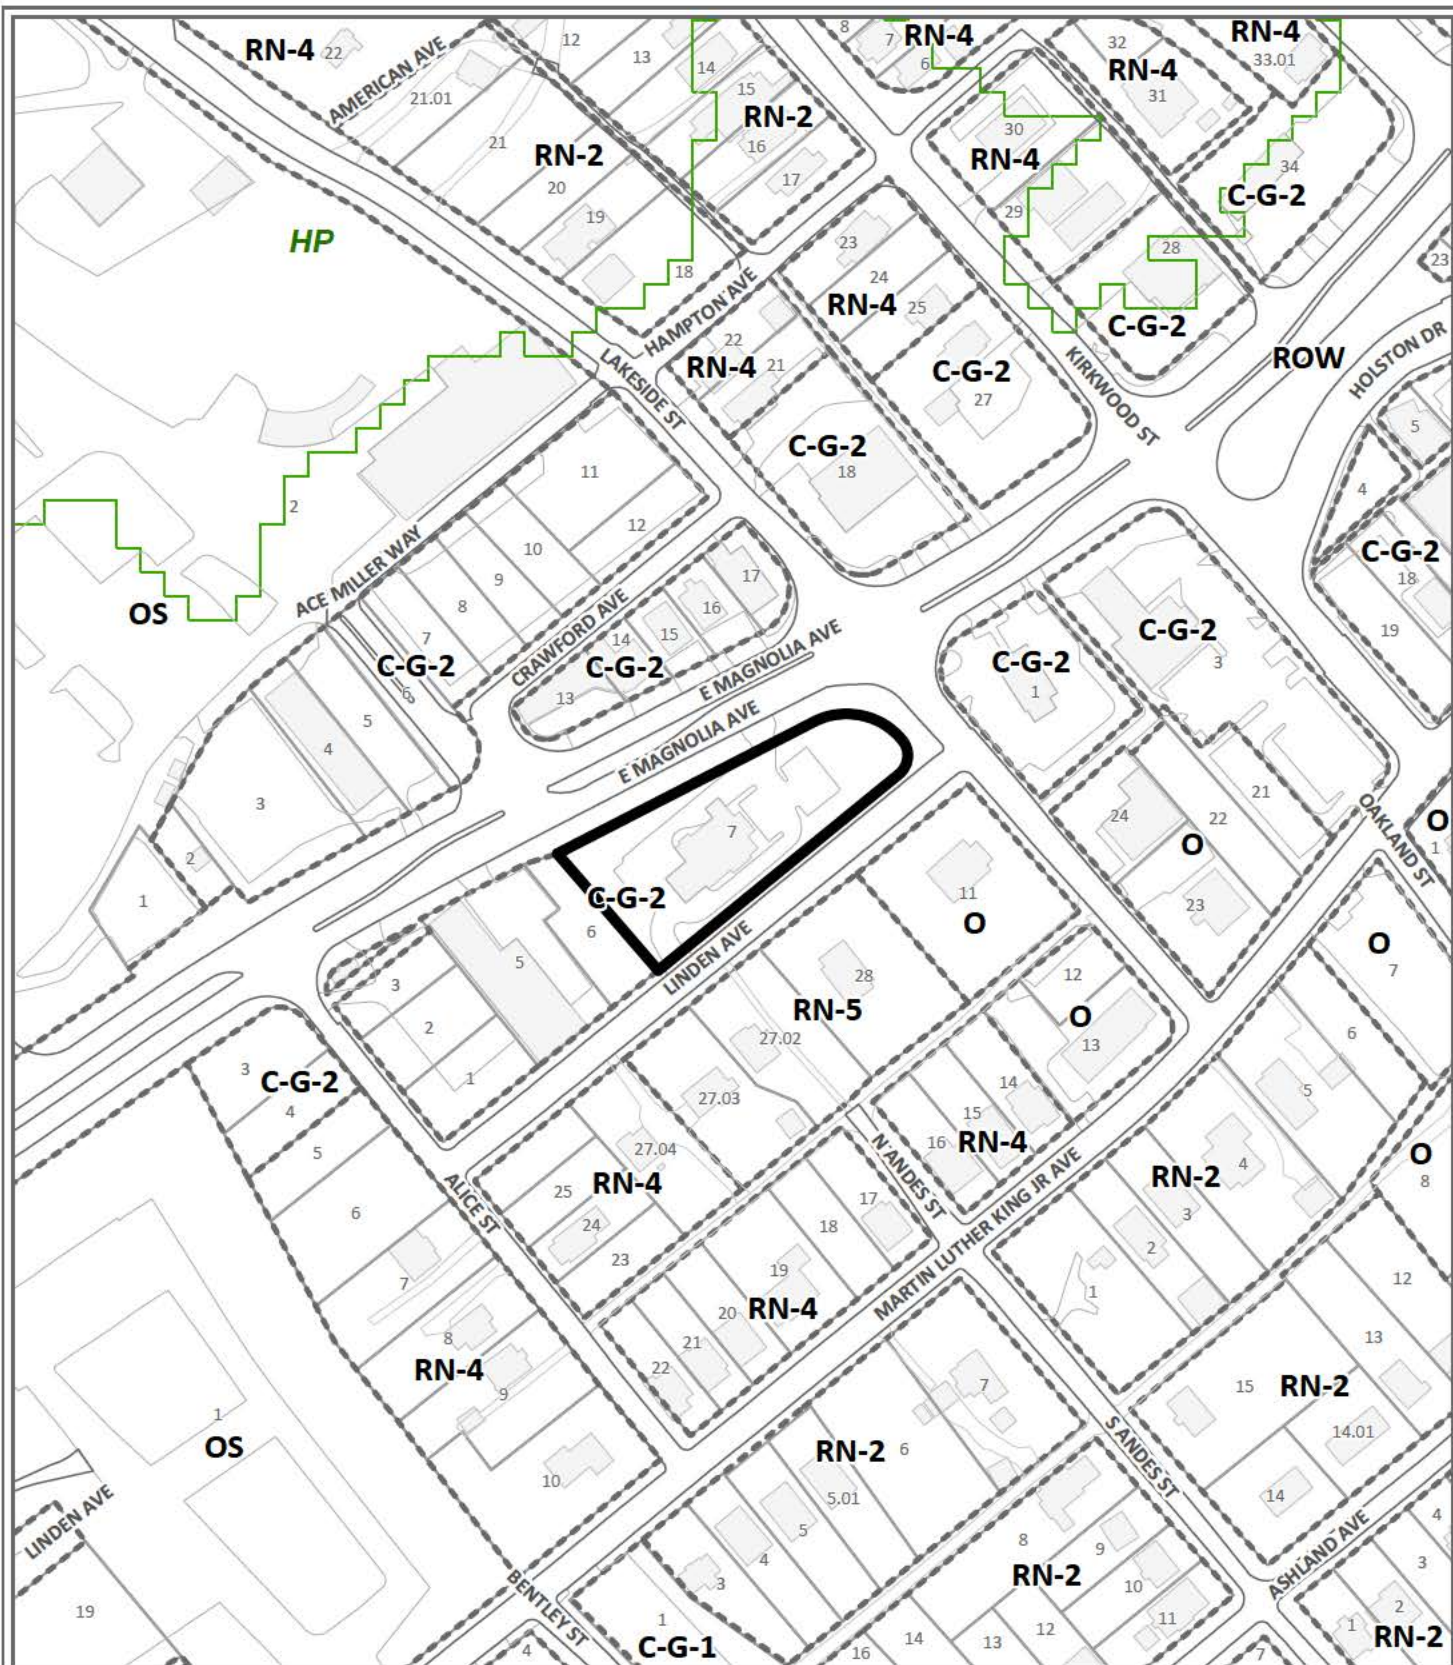 RN-4
22
AMERICAN AVE
21.01
12
13
14
8
7
RN-4
6
32
RN-4
31
RN-4
33.01
15
RN-2
16
17
21
RN-2
20
19
18
30
RN-4
29
34
C-G-2
28
C-G-2
23
HP
HAMPTON AVE
LAKESIDE ST
23
24
RN-4
25
22
RN-4
21
C-G-2
27
KIRKWOOD ST
ROW
HOLSTON DR
C-G-2
18
5
4
C-G-2
18
19
2
11
12
10
9
8
7
ACE MILLER WAY
OS
C-G-2
6
CRAWFORD AVE
17
16
15
14
C-G-2
13
E MAGNOLIA AVE
E MAGNOLIA AVE
C-G-2
1
C-G-2
3
5
4
3
2
1
7
C-G-2
6
5
LINDEN AVE
24
22
21
O
23
OAKLAND ST
O
1
11
O
O
7
3
2
1
28
RN-5
27.02
12
O
13
6
5
3
C-G-2
4
5
27.03
27.04
14
15
16
RN-4
N ANDES ST
MARTIN LUTHER KING JR AVE
RN-2
4
3
2
1
O
8
6
ALICE ST
25
RN-4
24
23
17
18
19
20
RN-4
21
22
7
8
RN-4
9
10
12
13
15
RN-2
14.01
14
1
OS
7
RN-2
6
5.01
5
4
3
S ANDES ST
LINDEN AVE
19
BENTLEY ST
1
C-G-1
4
8
RN-2
9
10
11
12
13
14
16
ASHLAND AVE
4
3
2
1
RN-2
7